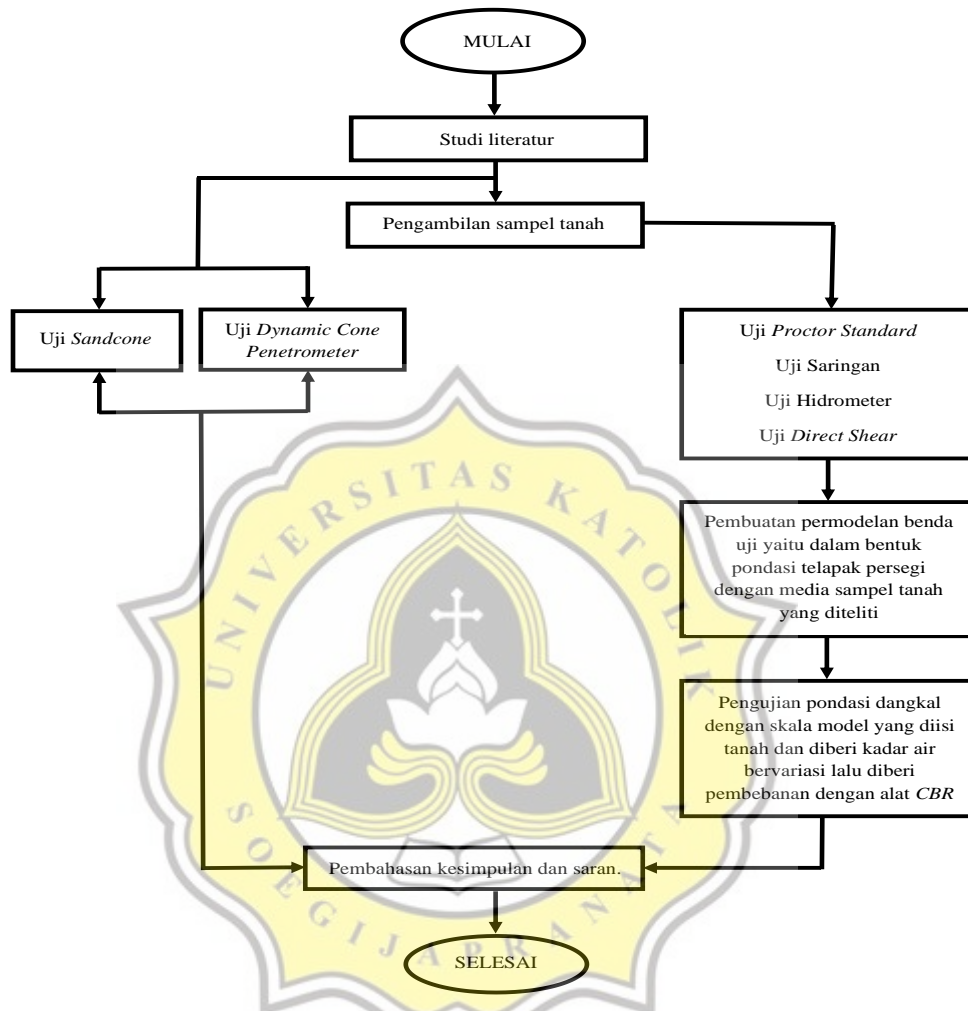 MULAI
Studi literatur
Pengambilan sampel tanah
Uji Sandcone
Uji Dynamic Cone
Penetrometer
Uji Proctor Standard
Uji Saringan
Uji Hidrometer
Uji Direct Shear
Pembuatan permodelan benda
uji yaitu dalam bentuk
pondasi telapak persegi
dengan media sampel tanah
yang diteliti
Pengujian pondasi dangkal
dengan skala model yang diisi
tanah dan diberi kadar air
bervariasi lalu diberi
pembebanan dengan alat CBR
Pembahasan kesimpulan dan saran.
SELESAI
UNIVERSITAS KATOLIK
SOEGIJAPRANATA